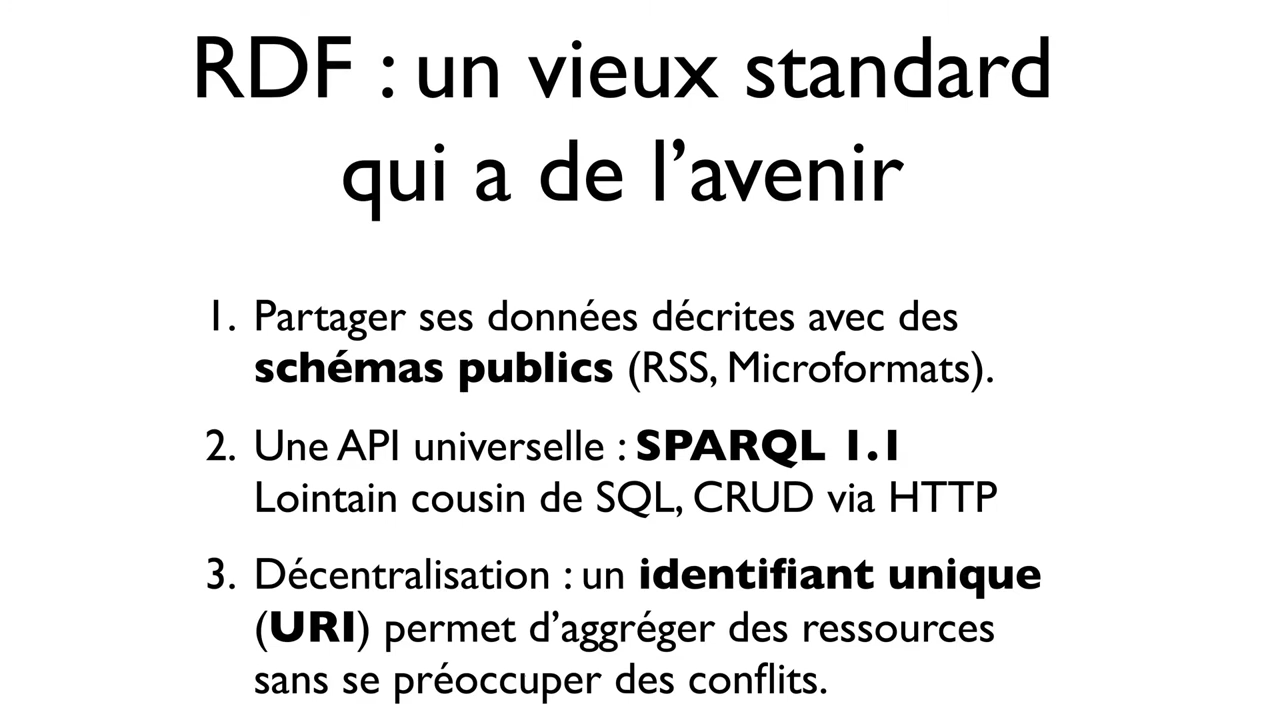 RDF : un vieux standard
qui a de l’avenir
1. Partager ses données décrites avec des
schémas publics (RSS, Microformats).
2. Une API universelle : SPARQL 1.1
Lointain cousin de SQL, CRUD via HTTP
3. Décentralisation : un identifiant unique
(URI) permet d’aggréger des ressources
sans se préoccuper des conflits.